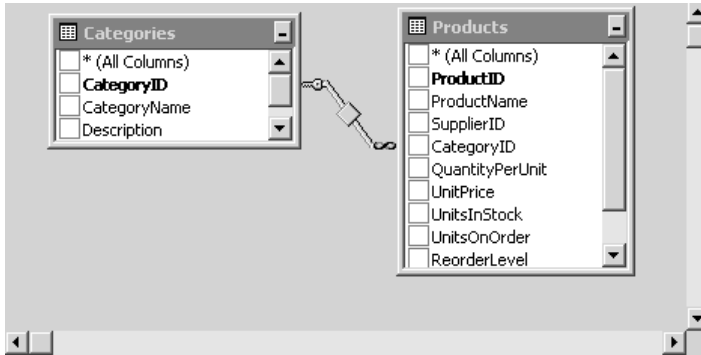 Categories
* (All Columns)
CategoryID
CategoryName
Description
Products
* (All Columns)
ProductID
ProductName
SupplierID
CategoryID
QuantityPerUnit
UnitPrice
UnitsInStock
UnitsOnOrder
ReorderLevel